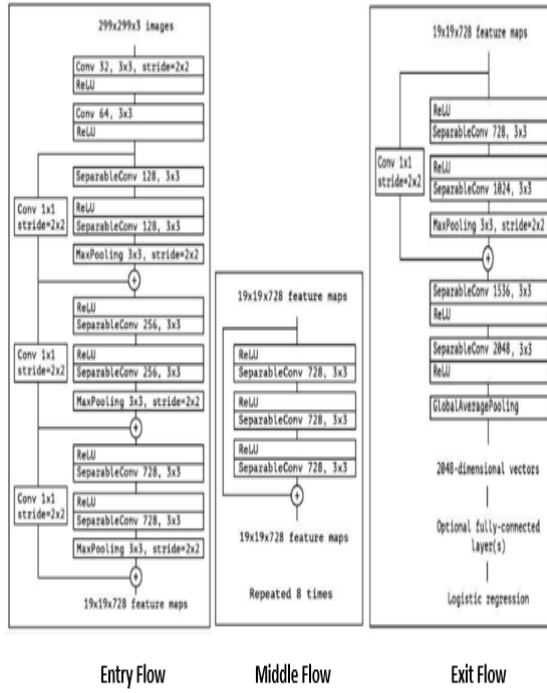 299x299x3 images
Conv 32, 3x3, stride=2x2
ReLU
Conv 64, 3x3
ReLU
SeparableConv 128, 3x3
ReLU
SeparableConv 128, 3x3
MaxPooling 3x3, stride=2x2
Conv 1x1
stride=2x2
+
ReLU
SeparableConv 256, 3x3
ReLU
SeparableConv 256, 3x3
MaxPooling 3x3, stride=2x2
Conv 1x1
stride=2x2
+
ReLU
SeparableConv 728, 3x3
ReLU
SeparableConv 728, 3x3
MaxPooling 3x3, stride=2x2
Conv 1x1
stride=2x2
+
19x19x728 feature maps
Entry Flow
19x19x728 feature maps
ReLU
SeparableConv 728, 3x3
ReLU
SeparableConv 728, 3x3
ReLU
SeparableConv 728, 3x3
+
19x19x728 feature maps
Repeated 8 times
Middle Flow
19x19x728 feature maps
ReLU
SeparableConv 728, 3x3
ReLU
SeparableConv 1024, 3x3
MaxPooling 3x3, stride=2x2
Conv 1x1
stride=2x2
+
SeparableConv 1536, 3x3
ReLU
SeparableConv 2048, 3x3
ReLU
GlobalAveragePooling
2048-dimensional vectors
Optional fully-connected
layer(s)
Logistic regression
Exit Flow